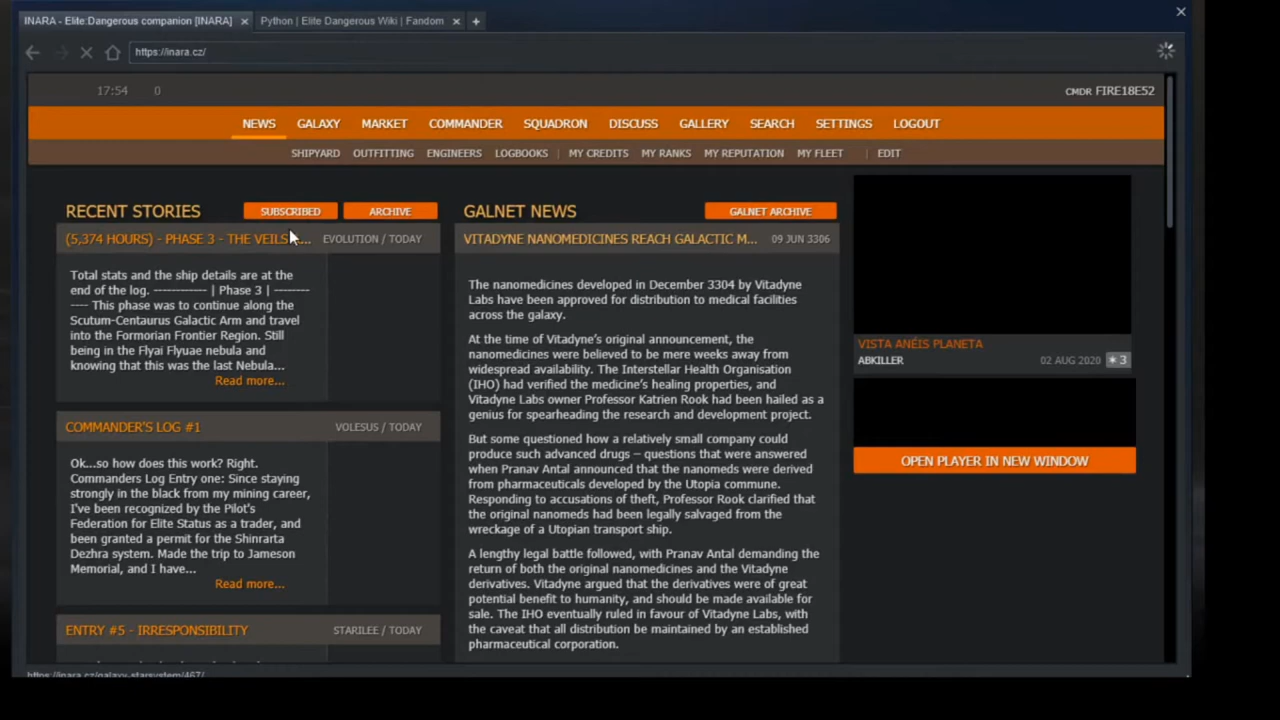 INARA - Elite:Dangerous companion [INARA]
Python | Elite Dangerous Wiki | Fandom
https://inara.cz/
17:54 0
CMDR FIRE18E52
NEWS GALAXY MARKET COMMANDER SQUADRON DISCUSS GALLERY SEARCH SETTINGS LOGOUT
SHIPYARD OUTFITTING ENGINEERS LOGBOOKS | MY CREDITS MY RANKS MY REPUTATION MY FLEET | EDIT
RECENT STORIES
SUBSCRIBED
ARCHIVE
(5,374 HOURS) - PHASE 3 - THE VEILS ...
EVOLUTION / TODAY
Total stats and the ship details are at the
end of the log. ------------ | Phase 3 | --------
---- This phase was to continue along the
Scutum-Centaurus Galactic Arm and travel
into the Formorian Frontier Region. Still
being in the Flyai Flyuae nebula and
knowing that this was the last Nebula...
Read more...
COMMANDER'S LOG #1
VOLESUS / TODAY
Ok...so how does this work? Right.
Commanders Log Entry one: Since staying
strongly in the black from my mining career,
I've been recognized by the Pilot's
Federation for Elite Status as a trader, and
been granted a permit for the Shinrarta
Dezhra system. Made the trip to Jameson
Memorial, and I have...
Read more...
ENTRY #5 - IRRESPONSIBILITY
STARILEE / TODAY
GALNET NEWS
GALNET ARCHIVE
VITADYNE NANOMEDICINES REACH GALACTIC M...
09 JUN 3306
The nanomedicines developed in December 3304 by Vitadyne
Labs have been approved for distribution to medical facilities
across the galaxy.
At the time of Vitadyne's original announcement, the
nanomedicines were believed to be mere weeks away from
widespread availability. The Interstellar Health Organisation
(IHO) had verified the medicine's healing properties, and
Vitadyne Labs owner Professor Katrien Rook had been hailed as a
genius for spearheading the research and development project.
But some questioned how a relatively small company could
produce such advanced drugs – questions that were answered
when Pranav Antal announced that the nanomeds were derived
from pharmaceuticals developed by the Utopia commune.
Responding to accusations of theft, Professor Rook clarified that
the original nanomeds had been legally salvaged from the
wreckage of a Utopian transport ship.
A lengthy legal battle followed, with Pranav Antal demanding the
return of both the original nanomedicines and the Vitadyne
derivatives. Vitadyne argued that the derivatives were of great
potential benefit to humanity, and should be made available for
sale. The IHO eventually ruled in favour of Vitadyne Labs, with
the caveat that all distribution be maintained by an established
pharmaceutical corporation.
VISTA ANÉIS PLANETA
ABKILLER
02 AUG 2020
3
OPEN PLAYER IN NEW WINDOW
https://inara.cz/galaxy-starsystem/467/